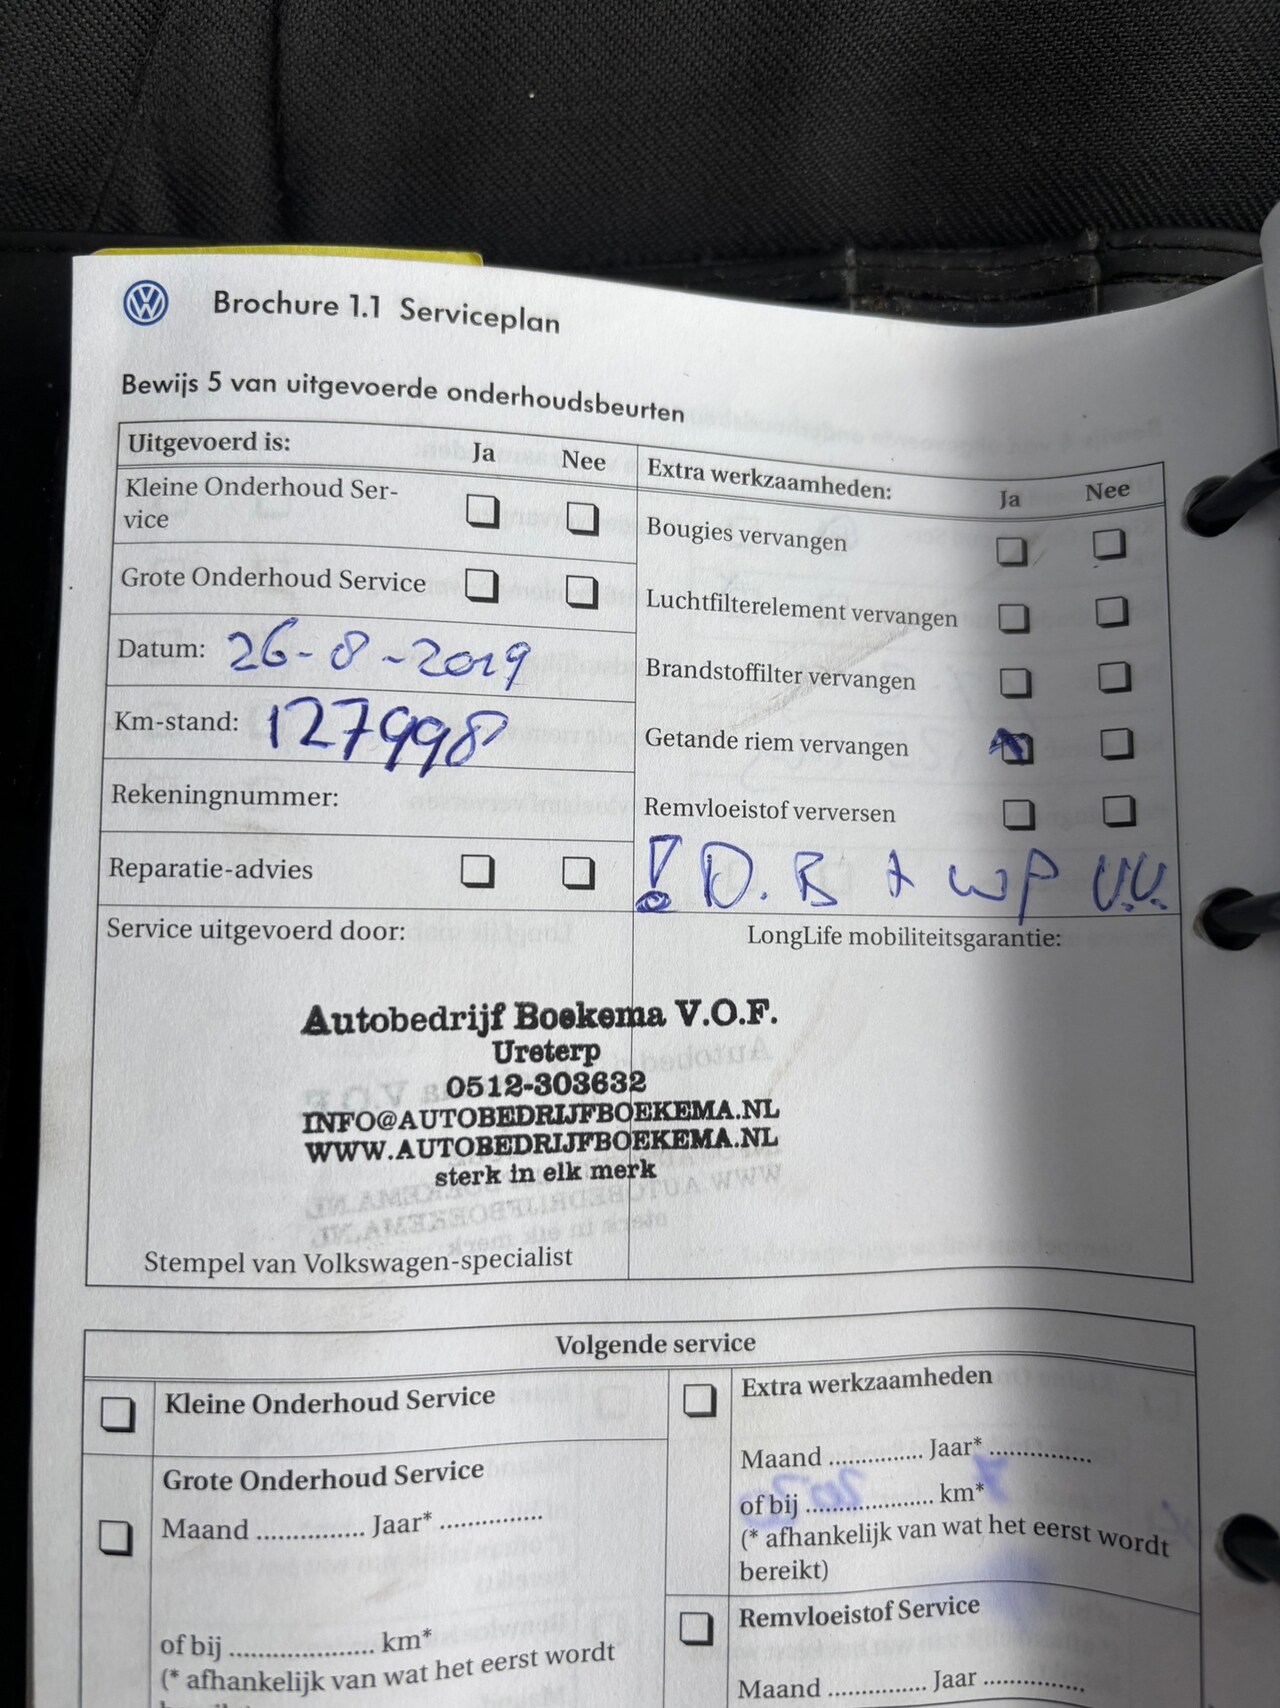 Brochure 1.1 Serviceplan
Bewijs 5 van uitgevoerde onderhoudsbeurten
Uitgevoerd is: Ja Nee
Kleine Onderhoud Ser-
vice
Grote Onderhoud Service
Datum: 26-8-2019
Km-stand: 127998
Rekeningnummer:
Reparatie-advies
Extra werkzaamheden: Ja Nee
Bougies vervangen
Luchtfilterelement vervangen
Brandstoffilter vervangen
Getande riem vervangen
Remvloeistof verversen
! D.B + WP V.V.
Service uitgevoerd door:
LongLife mobiliteitsgarantie:
Autobedrijf Boekema V.O.F.
Ureterp
0512-303632
INFO@AUTOBEDRIJFBOEKEMA.NL
WWW.AUTOBEDRIJFBOEKEMA.NL
sterk in elk merk
Stempel van Volkswagen-specialist
Volgende service
Kleine Onderhoud Service
Grote Onderhoud Service
Maand ............... Jaar* ...............
of bij ..................... km*
(* afhankelijk van wat het eerst wordt
Extra werkzaamheden
Maand .............. Jaar* ...............
of bij ................... km*
(* afhankelijk van wat het eerst wordt
bereikt)
Remvloeistof Service
Maand .............. Jaar ...............